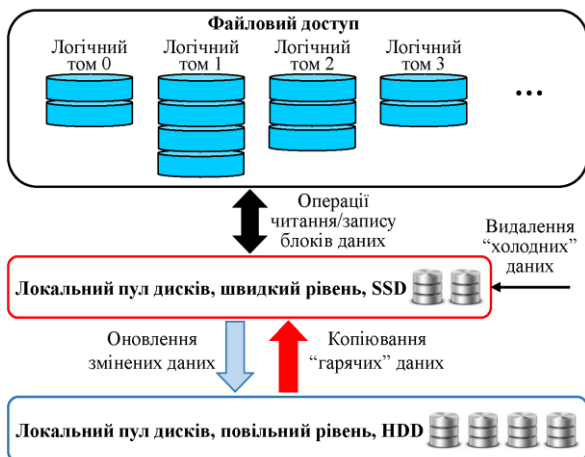 Файловий доступ
Логічний
том 0
Логічний
том 1
Логічний
том 2
Логічний
том 3
...
Операції
читання/запису
блоків даних
Видалення
“холодних”
даних
Локальний пул дисків, швидкий рівень, SSD
Оновлення
змінених даних
Копіювання
“гарячих” даних
Локальний пул дисків, повільний рівень, HDD